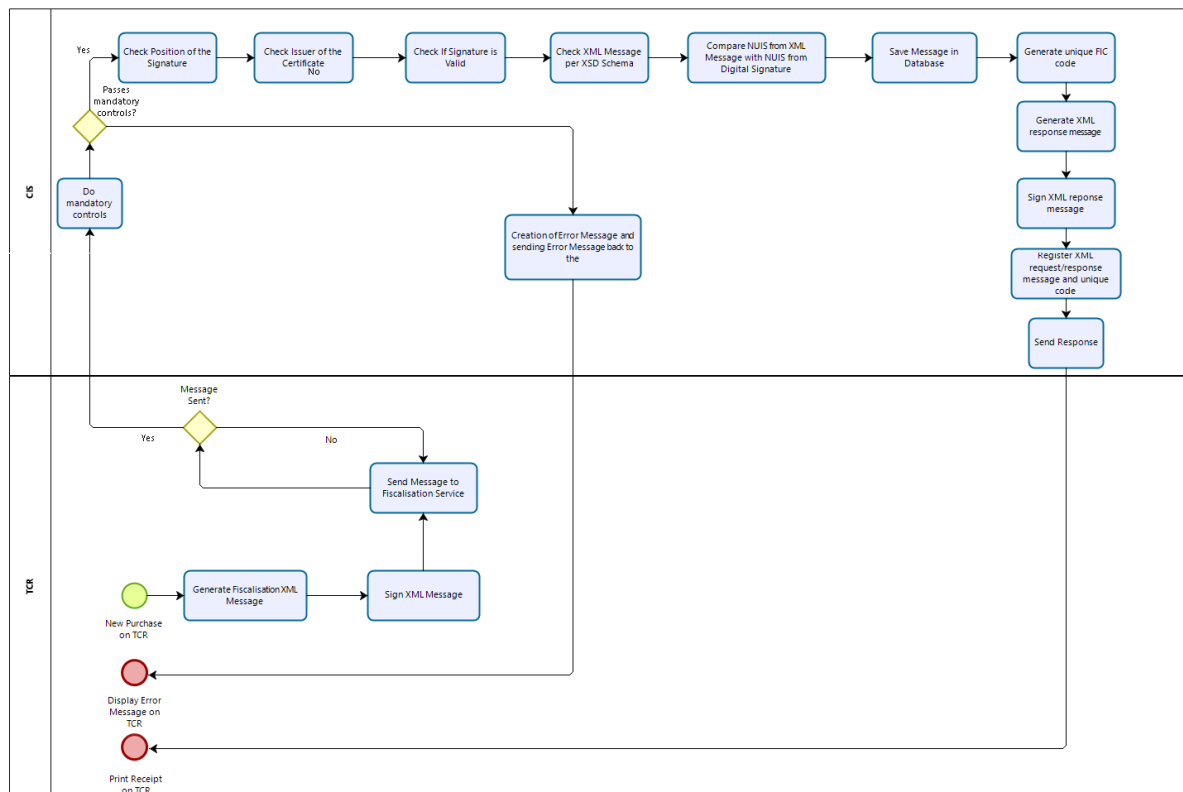 CIS
Yes
Check Position of the
Signature
Check Issuer of the
Certificate
No
Check If Signature is
Valid
Check XML Message
per XSD Schema
Compare NUIS from XML
Message with NUIS from
Digital Signature
Save Message in
Database
Generate unique FIC
code
Passes
mandatory
controls?
Generate XML
response message
Do
mandatory
controls
Sign XML reponse
message
Creation of Error Message and
sending Error Message back to
the
Register XML
request/response
message and unique
code
Send Response
TCR
Message
Sent?
Yes
No
Send Message to
Fiscalisation Service
Generate Fiscalisation XML
Message
Sign XML Message
New Purchase
on TCR
Display Error
Message on
TCR
Print Receipt
on TCR